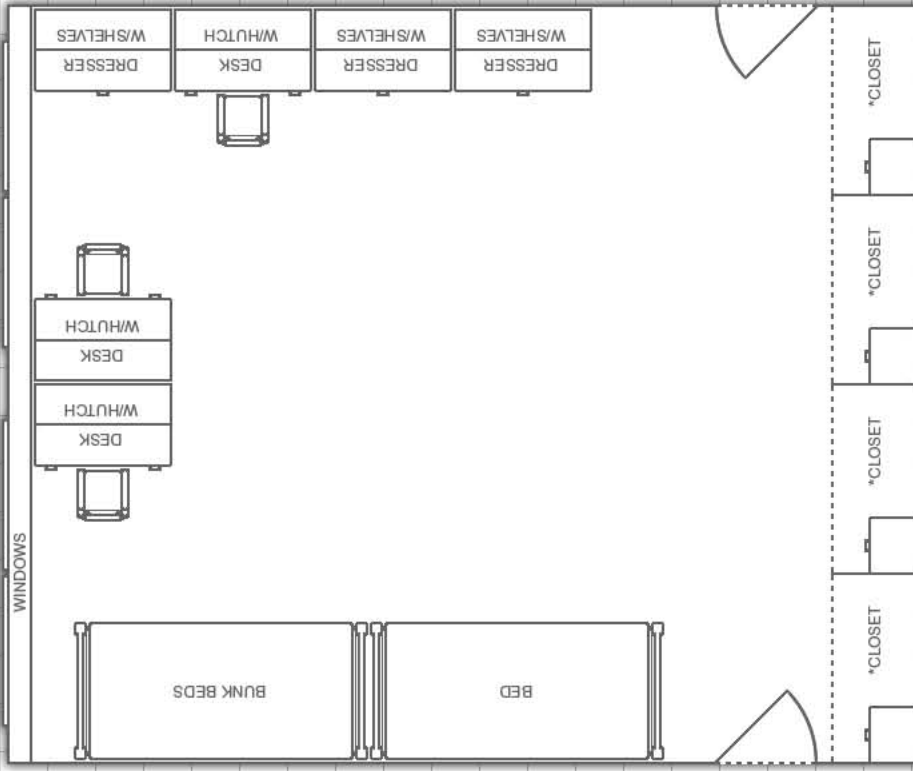 W/SHELVES
DRESSER
W/HUTCH
DESK
W/SHELVES
DRESSER
W/SHELVES
DRESSER
*CLOSET
*CLOSET
W/HUTCH
DESK
W/HUTCH
DESK
*CLOSET
WINDOWS
*CLOSET
BUNK BEDS
BED